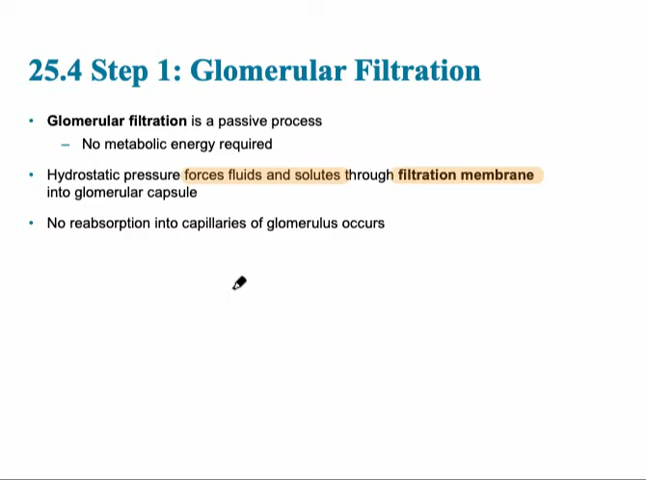 25.4 Step 1: Glomerular Filtration
• Glomerular filtration is a passive process
– No metabolic energy required
• Hydrostatic pressure forces fluids and solutes through filtration membrane
into glomerular capsule
• No reabsorption into capillaries of glomerulus occurs